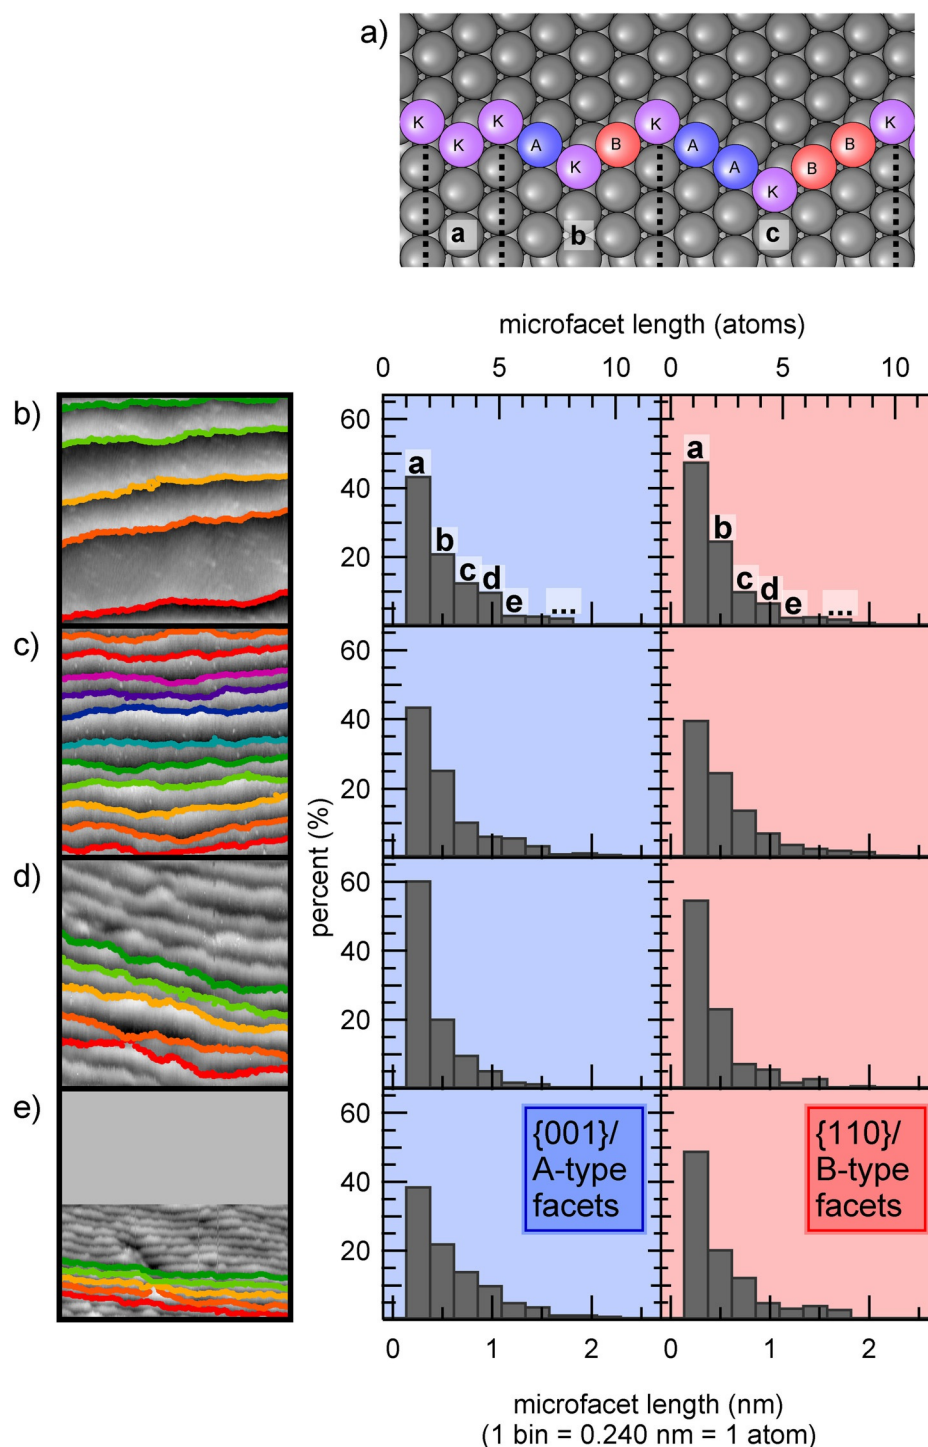 a)
K K K A K B K A A K B B K
a b c
microfacet length (atoms)
0 5 10 0 5 10
b)
60
40
20
a b c d e ...
a b c d e ...
c)
60
40
20
percent (%)
d)
60
40
20
e)
60
40
20
{001}/
A-type
facets
{110}/
B-type
facets
0 1 2 0 1 2
microfacet length (nm)
(1 bin = 0.240 nm = 1 atom)